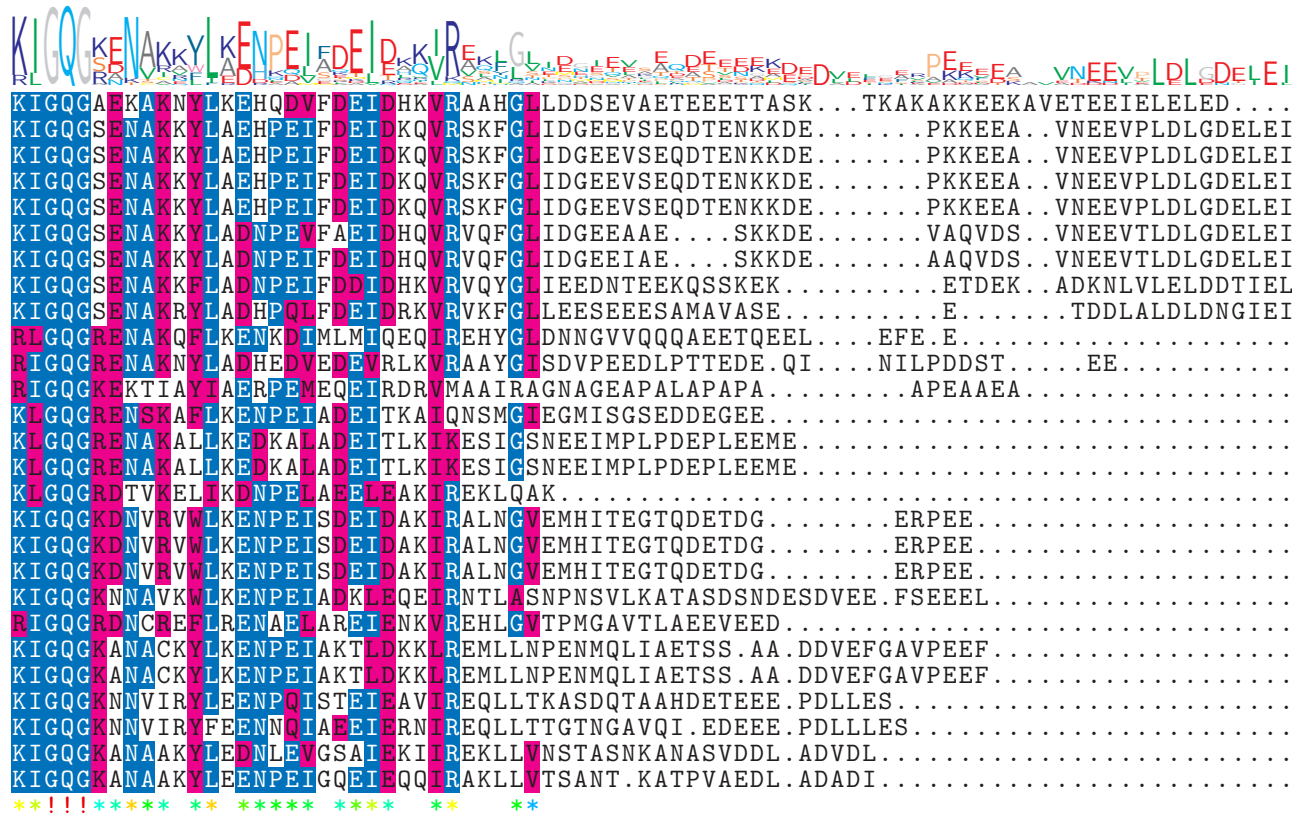 KIGQGAEKAKNYLKEHQDVFDEIDHKVRAAHGLLDDSEVAETEEETTASK...TKAKAKKEEKAVETEEIELELED....
KIGQGSENAKKYLAEHPEIFDEIDKQVRSKFGLIDGEEVSEQDTENKKDE.......PKKEEA..VNEEVPLDLGDELEI
KIGQGSENAKKYLAEHPEIFDEIDKQVRSKFGLIDGEEVSEQDTENKKDE.......PKKEEA..VNEEVPLDLGDELEI
KIGQGSENAKKYLAEHPEIFDEIDKQVRSKFGLIDGEEVSEQDTENKKDE.......PKKEEA..VNEEVPLDLGDELEI
KIGQGSENAKKYLAEHPEIFDEIDKQVRSKFGLIDGEEVSEQDTENKKDE.......PKKEEA..VNEEVPLDLGDELEI
KIGQGSENAKKYLADNPEVFAEIDHQVRVQFGLIDGEEAAE....SKKDE.......VAQVDS..VNEEVTLDLGDELEI
KIGQGSENAKKYLADNPEIFDEIDHQVRVQFGLIDGEEIAE....SKKDE.......AAQVDS..VNEEVTLDLGDELEI
KIGQGSENAKKFLADNPEIFDDIDHKVRVQYGLIEEDNTEEKQSSKEK.........ETDEK..ADKNLVLELDDTIEL
KIGQGSENAKRYLADHPQLFDEIDRKVRVKFGLLEESEEESAMAVASE.........E.......TDDLALDLDNGIEI
RLGQGRENAKQFLKENKDIMLMIQEQIREHYGLDNNGVVQQQAEETQEEL....EFE.E.....................
RIGQGRENAKNYLADHEDVEDEVRLKVRAAYGISDVPEEDLPTTEDE.QI....NILPDDST.....EE...........
RIGQGKEKTIAYIAERPEMEQEIRDRVMAAIRAGNAGEAPALAPAPA.........APEAAEA.................
KLGQGRENSKAFLKENPEIADEITKAIQNSMGIEGMISGSEDDEGEE.................................
KLGQGRENAKALLKEDKALADEITLKIKESIGSNEEIMPLPDEPLEEME...............................
KLGQGRENAKALLKEDKALADEITLKIKESIGSNEEIMPLPDEPLEEME...............................
KLGQGRDTVKELIKDNPELAEELEAKIREKLQAK..............................................
KIGQGKDNVRVWLKENPEISDEIDAKIRALNGVEMHITEGTQDETDG........ERPEE....................
KIGQGKDNVRVWLKENPEISDEIDAKIRALNGVEMHITEGTQDETDG........ERPEE....................
KIGQGKDNVRVWLKENPEISDEIDAKIRALNGVEMHITEGTQDETDG........ERPEE....................
KIGQGKNNAVKWLKENPEIADKLEQEIRNTLASNPNSVLKATASDSNDESDVEE.FSEEEL...................
RIGQGRDNCREFLRENAELAREIENKVREHLGVTPMGAVTLAEEVEED................................
KIGQGKANACKYLKENPEIAKTLDKKLREMLLNPENMQLIAETSS.AA.DDVEFGAVPEEF...................
KIGQGKANACKYLKENPEIAKTLDKKLREMLLNPENMQLIAETSS.AA.DDVEFGAVPEEF...................
KIGQGKNNVIRYLEENPQISTEIEAVIREQLLTKASDQTAAHDETEEE.PDLLES.........................
KIGQGKNNVIRYFEENNQIAEEIERNIREQLLTTGTNGAVQI.EDEEE.PDLLLES........................
KIGQGKANAAKYLEDNLEVGSAIEKIIREKLLVNSTASNKANASVDDL.ADVDL..........................
KIGQGKANAAKYLEENPEIGQEIEQQIRAKLLVTSANT.KATPVAEDL.ADADI..........................
**!!!**** ** ***** **** ** **